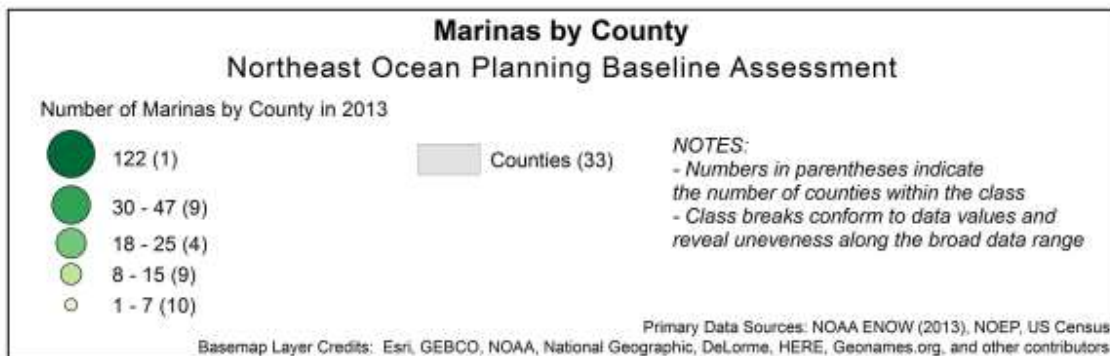 Marinas by County
Northeast Ocean Planning Baseline Assessment
Number of Marinas by County in 2013
122 (1)
30 - 47 (9)
18 - 25 (4)
8 - 15 (9)
1 - 7 (10)
Counties (33)
NOTES:
- Numbers in parentheses indicate
the number of counties within the class
- Class breaks conform to data values and
reveal uneveness along the broad data range
Primary Data Sources: NOAA ENOW (2013), NOEP, US Census
Basemap Layer Credits: Esri, GEBCO, NOAA, National Geographic, DeLorme, HERE, Geonames.org, and other contributors